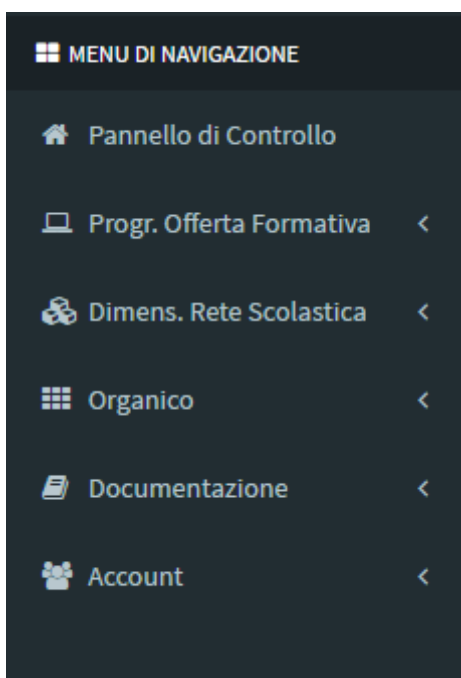 MENU DI NAVIGAZIONE
Pannello di Controllo
Progr. Offerta Formativa
Dimens. Rete Scolastica
Organico
Documentazione
Account